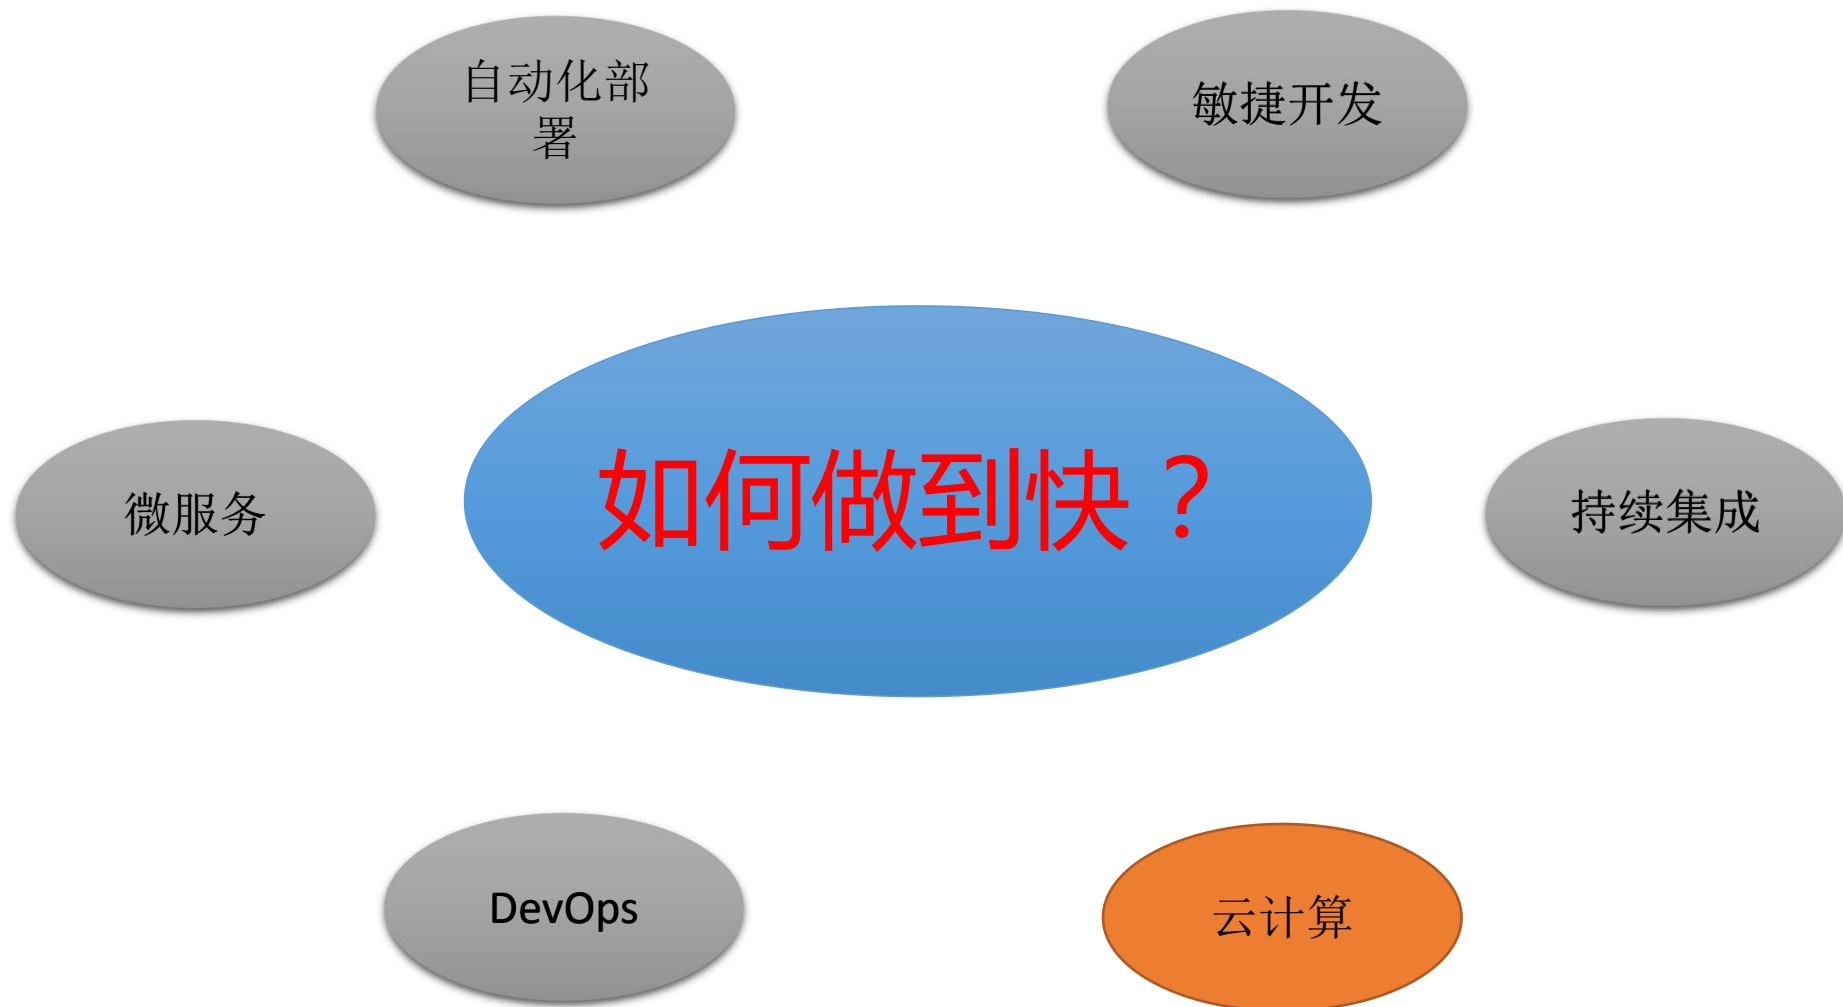 自动化部
署
敏捷开发
微服务
如何做到快？
持续集成
DevOps
云计算